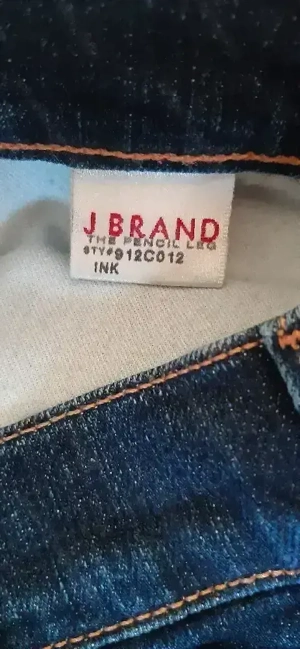 J BRAND
THE PENCIL LEG
STY#912C012
INK